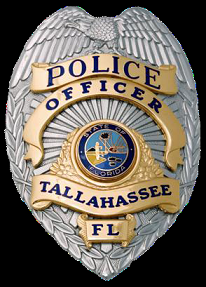 POLICE
OFFICER
STATE OF
FLORIDA
TALLAHASSEE
FL